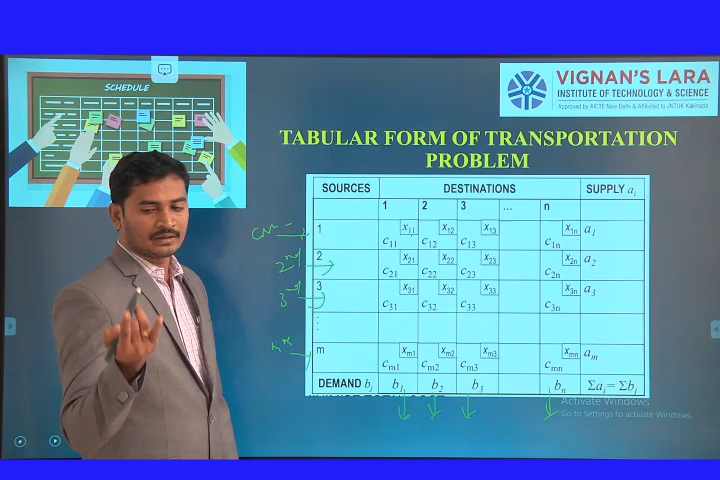 SCHEDULE
VIGNAN'S LARA
INSTITUTE OF TECHNOLOGY & SCIENCE
Approved by AICTE New Delhi & Affiliated to JNTUK Kakinada
TABULAR FORM OF TRANSPORTATION
PROBLEM
SOURCES DESTINATIONS SUPPLY ai
1 2 3 ... n
1 c11 x11 c12 x12 c13 x13 c1n x1n a1
2nd 2 c21 x21 c22 x22 c23 x23 c2n x2n a2
3rd 3 c31 x31 c32 x32 c33 x33 c3n x3n a3
⋮
m cm1 xm1 cm2 xm2 cm3 xm3 cmn xmn am
DEMAND bj b1 b2 b3 bn Σai = Σbj
Activate Windows
Go to Settings to activate Windows.